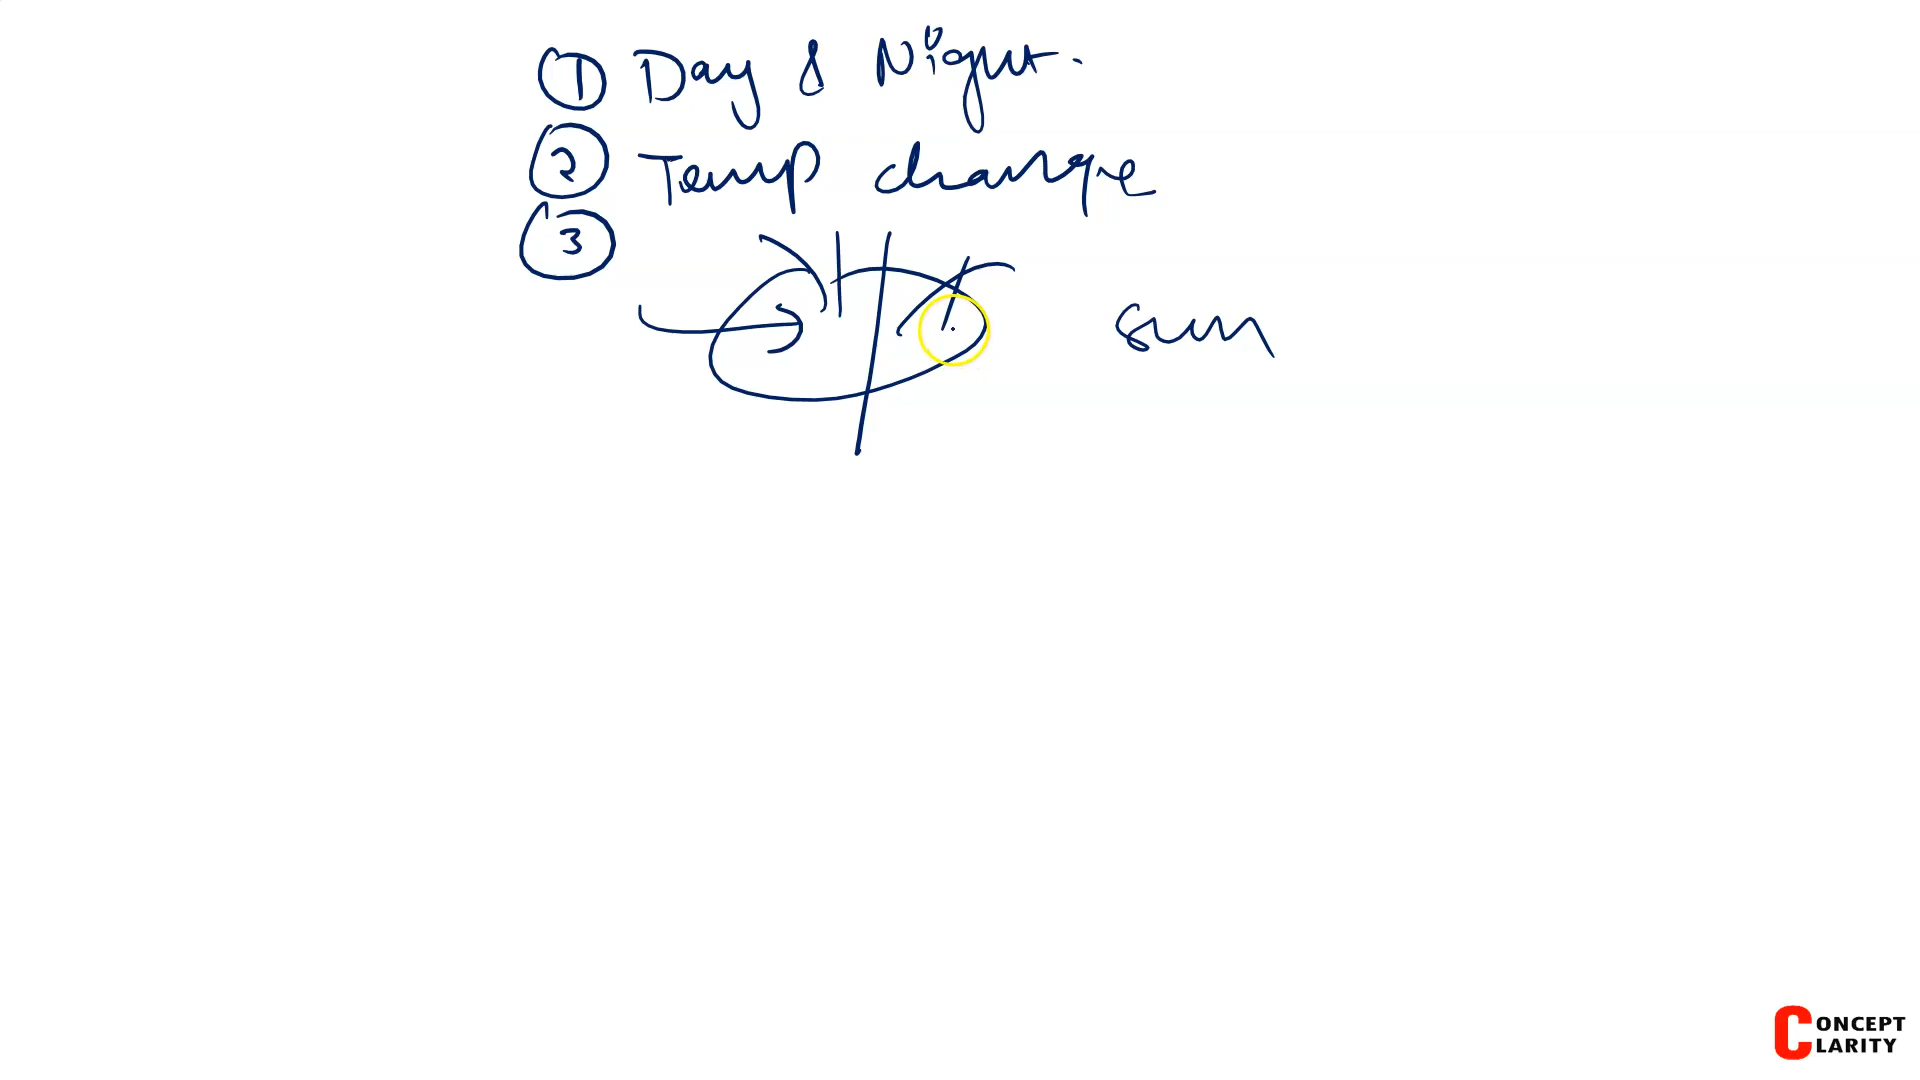 ① Day & Night.
② Temp change
③
sun
CONCEPT
CLARITY